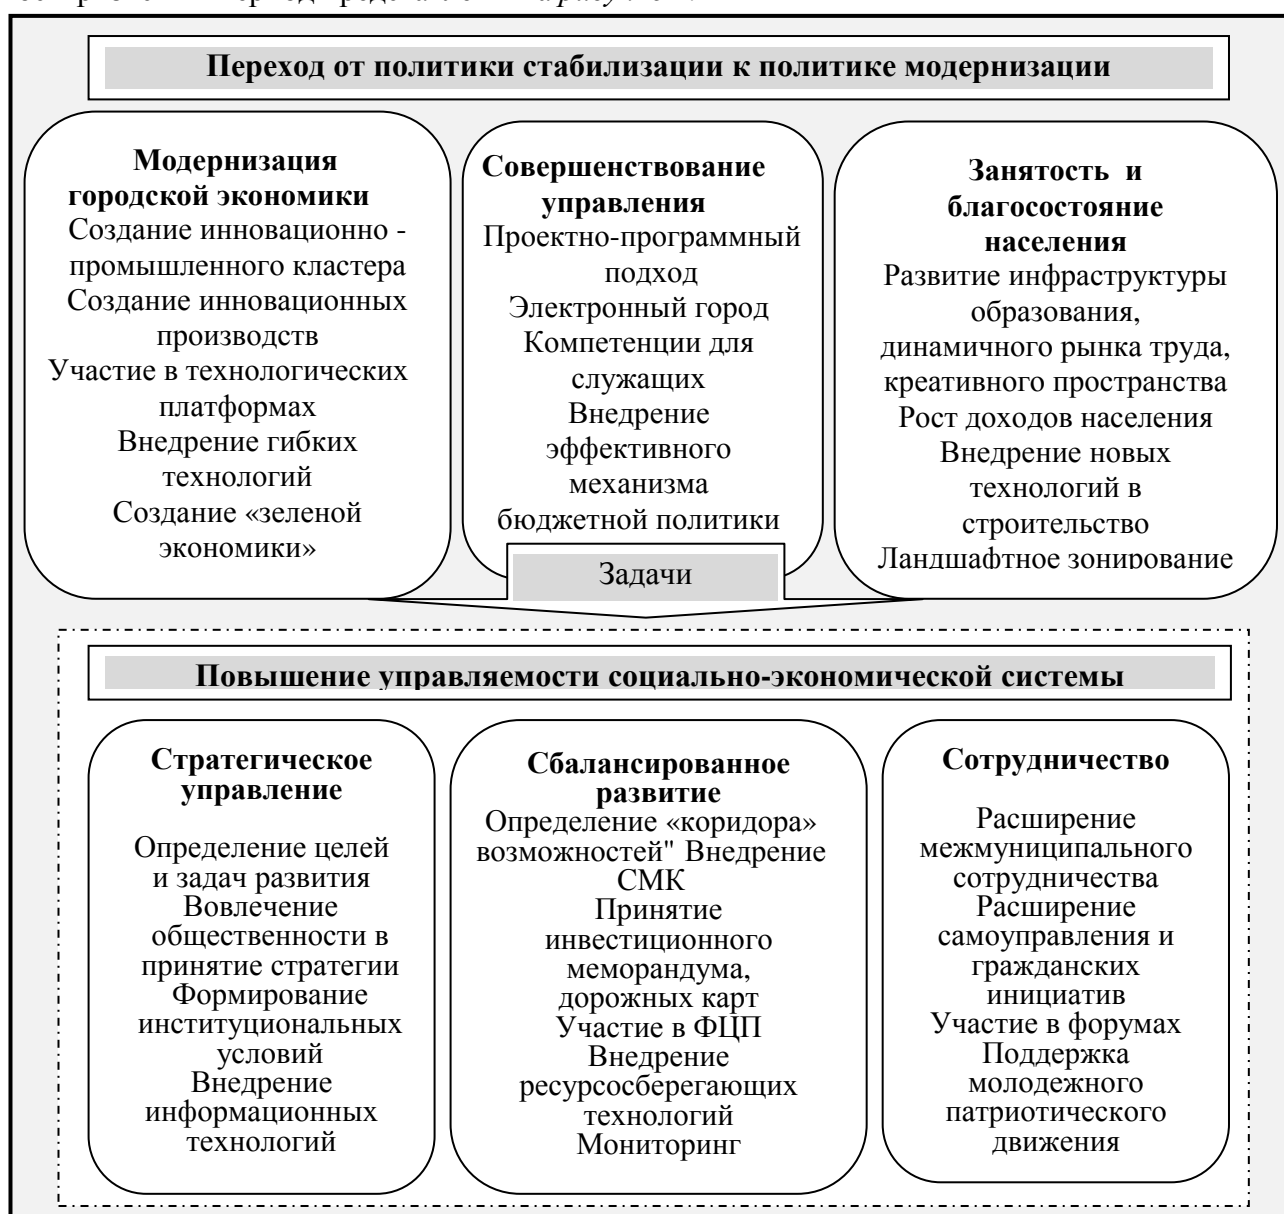 Переход от политики стабилизации к политике модернизации
Модернизация
городской экономики
Создание инновационно -
промышленного кластера
Создание инновационных
производств
Участие в технологических
платформах
Внедрение гибких
технологий
Создание «зеленой
экономики»
Совершенствование
управления
Проектно-программный
подход
Электронный город
Компетенции для
служащих
Внедрение
эффективного
механизма
бюджетной политики
Занятость и
благосостояние
населения
Развитие инфраструктуры
образования,
динамичного рынка труда,
креативного пространства
Рост доходов населения
Внедрение новых
технологий в
строительство
Ландшафтное зонирование
Задачи
Повышение управляемости социально-экономической системы
Стратегическое
управление
Определение целей
и задач развития
Вовлечение
общественности в
принятие стратегии
Формирование
институциональных
условий
Внедрение
информационных
технологий
Сбалансированное
развитие
Определение «коридора»
возможностей" Внедрение
СМК
Принятие
инвестиционного
меморандума,
дорожных карт
Участие в ФЦП
Внедрение
ресурсосберегающих
технологий
Мониторинг
Сотрудничество
Расширение
межмуниципального
сотрудничества
Расширение
самоуправления и
гражданских
инициатив
Участие в форумах
Поддержка
молодежного
патриотического
движения